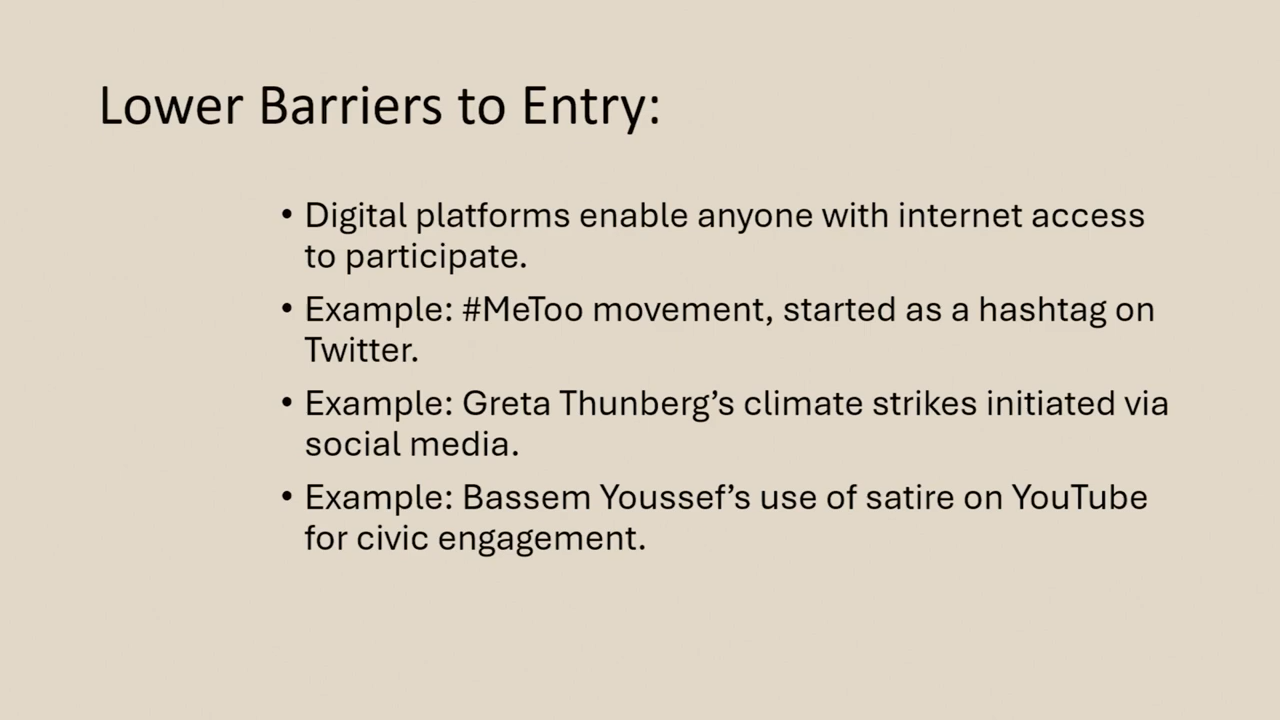 Lower Barriers to Entry:
• Digital platforms enable anyone with internet access
to participate.
• Example: #MeToo movement, started as a hashtag on
Twitter.
• Example: Greta Thunberg’s climate strikes initiated via
social media.
• Example: Bassem Youssef’s use of satire on YouTube
for civic engagement.